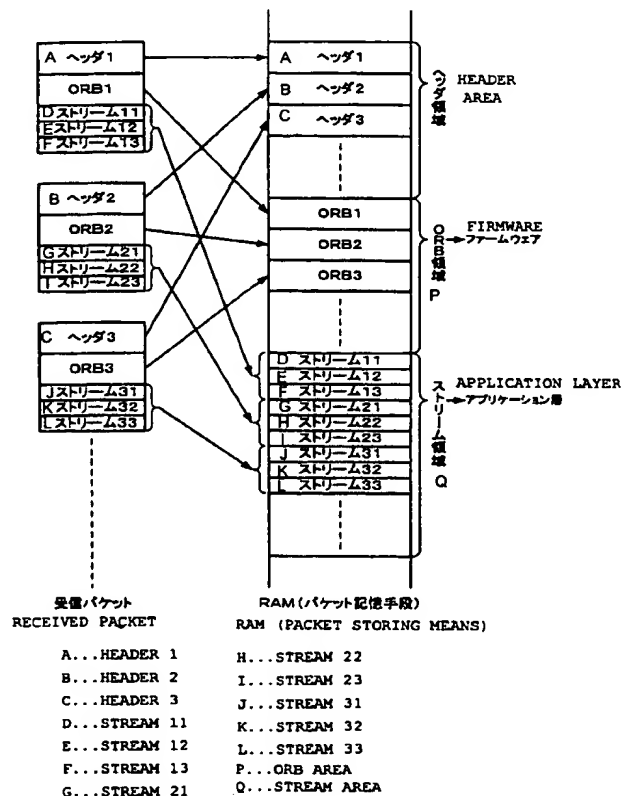 A ヘッダ1
ORB1
Dストリーム11
Eストリーム12
Fストリーム13
B ヘッダ2
ORB2
Gストリーム21
Hストリーム22
Iストリーム23
C ヘッダ3
ORB3
Jストリーム31
Kストリーム32
Lストリーム33
受信パケット
RECEIVED PACKET
A ヘッダ1
B ヘッダ2
C ヘッダ3
ORB1
ORB2
ORB3
D ストリーム11
E ストリーム12
F ストリーム13
G ストリーム21
H ストリーム22
I ストリーム23
J ストリーム31
K ストリーム32
L ストリーム33
RAM(パケット記憶手段)
RAM (PACKET STORING MEANS)
ヘッダ領域
HEADER
AREA
ORB領域
P
FIRMWARE
ファームウェア
ストリーム領域
Q
APPLICATION LAYER
アプリケーション層
A...HEADER 1
B...HEADER 2
C...HEADER 3
D...STREAM 11
E...STREAM 12
F...STREAM 13
G...STREAM 21
H...STREAM 22
I...STREAM 23
J...STREAM 31
K...STREAM 32
L...STREAM 33
P...ORB AREA
Q...STREAM AREA